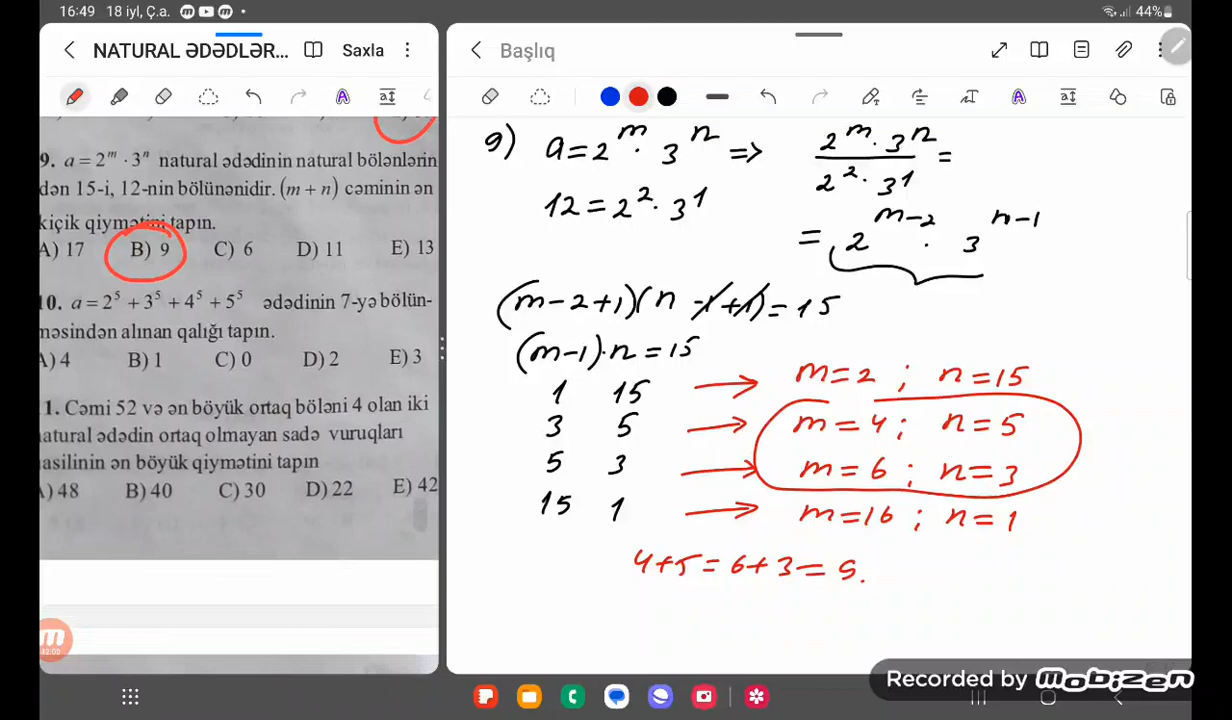 16:49 18 iyl, Ç.a.
44%
NATURAL ƏDƏDLƏR... Saxla
Başlıq
9. a = 2^m · 3^n natural ədədinin natural bölənlərin
dən 15-i, 12-nin bölünənidir. (m + n) cəminin ən
kiçik qiymətini tapın.
A) 17 B) 9 C) 6 D) 11 E) 13
10. a = 2^5 + 3^5 + 4^5 + 5^5 ədədinin 7-yə bölün-
məsindən alınan qalığı tapın.
A) 4 B) 1 C) 0 D) 2 E) 3
1. Cəmi 52 və ən böyük ortaq böləni 4 olan iki
natural ədədin ortaq olmayan sadə vuruqları
asilinin ən böyük qiymətini tapın
) 48 B) 40 C) 30 D) 22 E) 42
9) a = 2^m · 3^n => 2^m · 3^n / 2^2 · 3^1 =
12 = 2^2 · 3^1
= 2^m-2 · 3^n-1
(m-2+1)(n-1+1) = 15
(m-1)·n = 15
1 15 → m=2 ; n=15
3 5 → m=4 ; n=5
5 3 → m=6 ; n=3
15 1 → m=16 ; n=1
4+5=6+3=9.
Recorded by mobizen